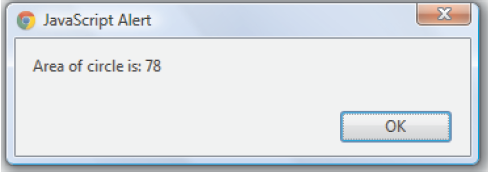 JavaScript Alert
Area of circle is: 78
OK